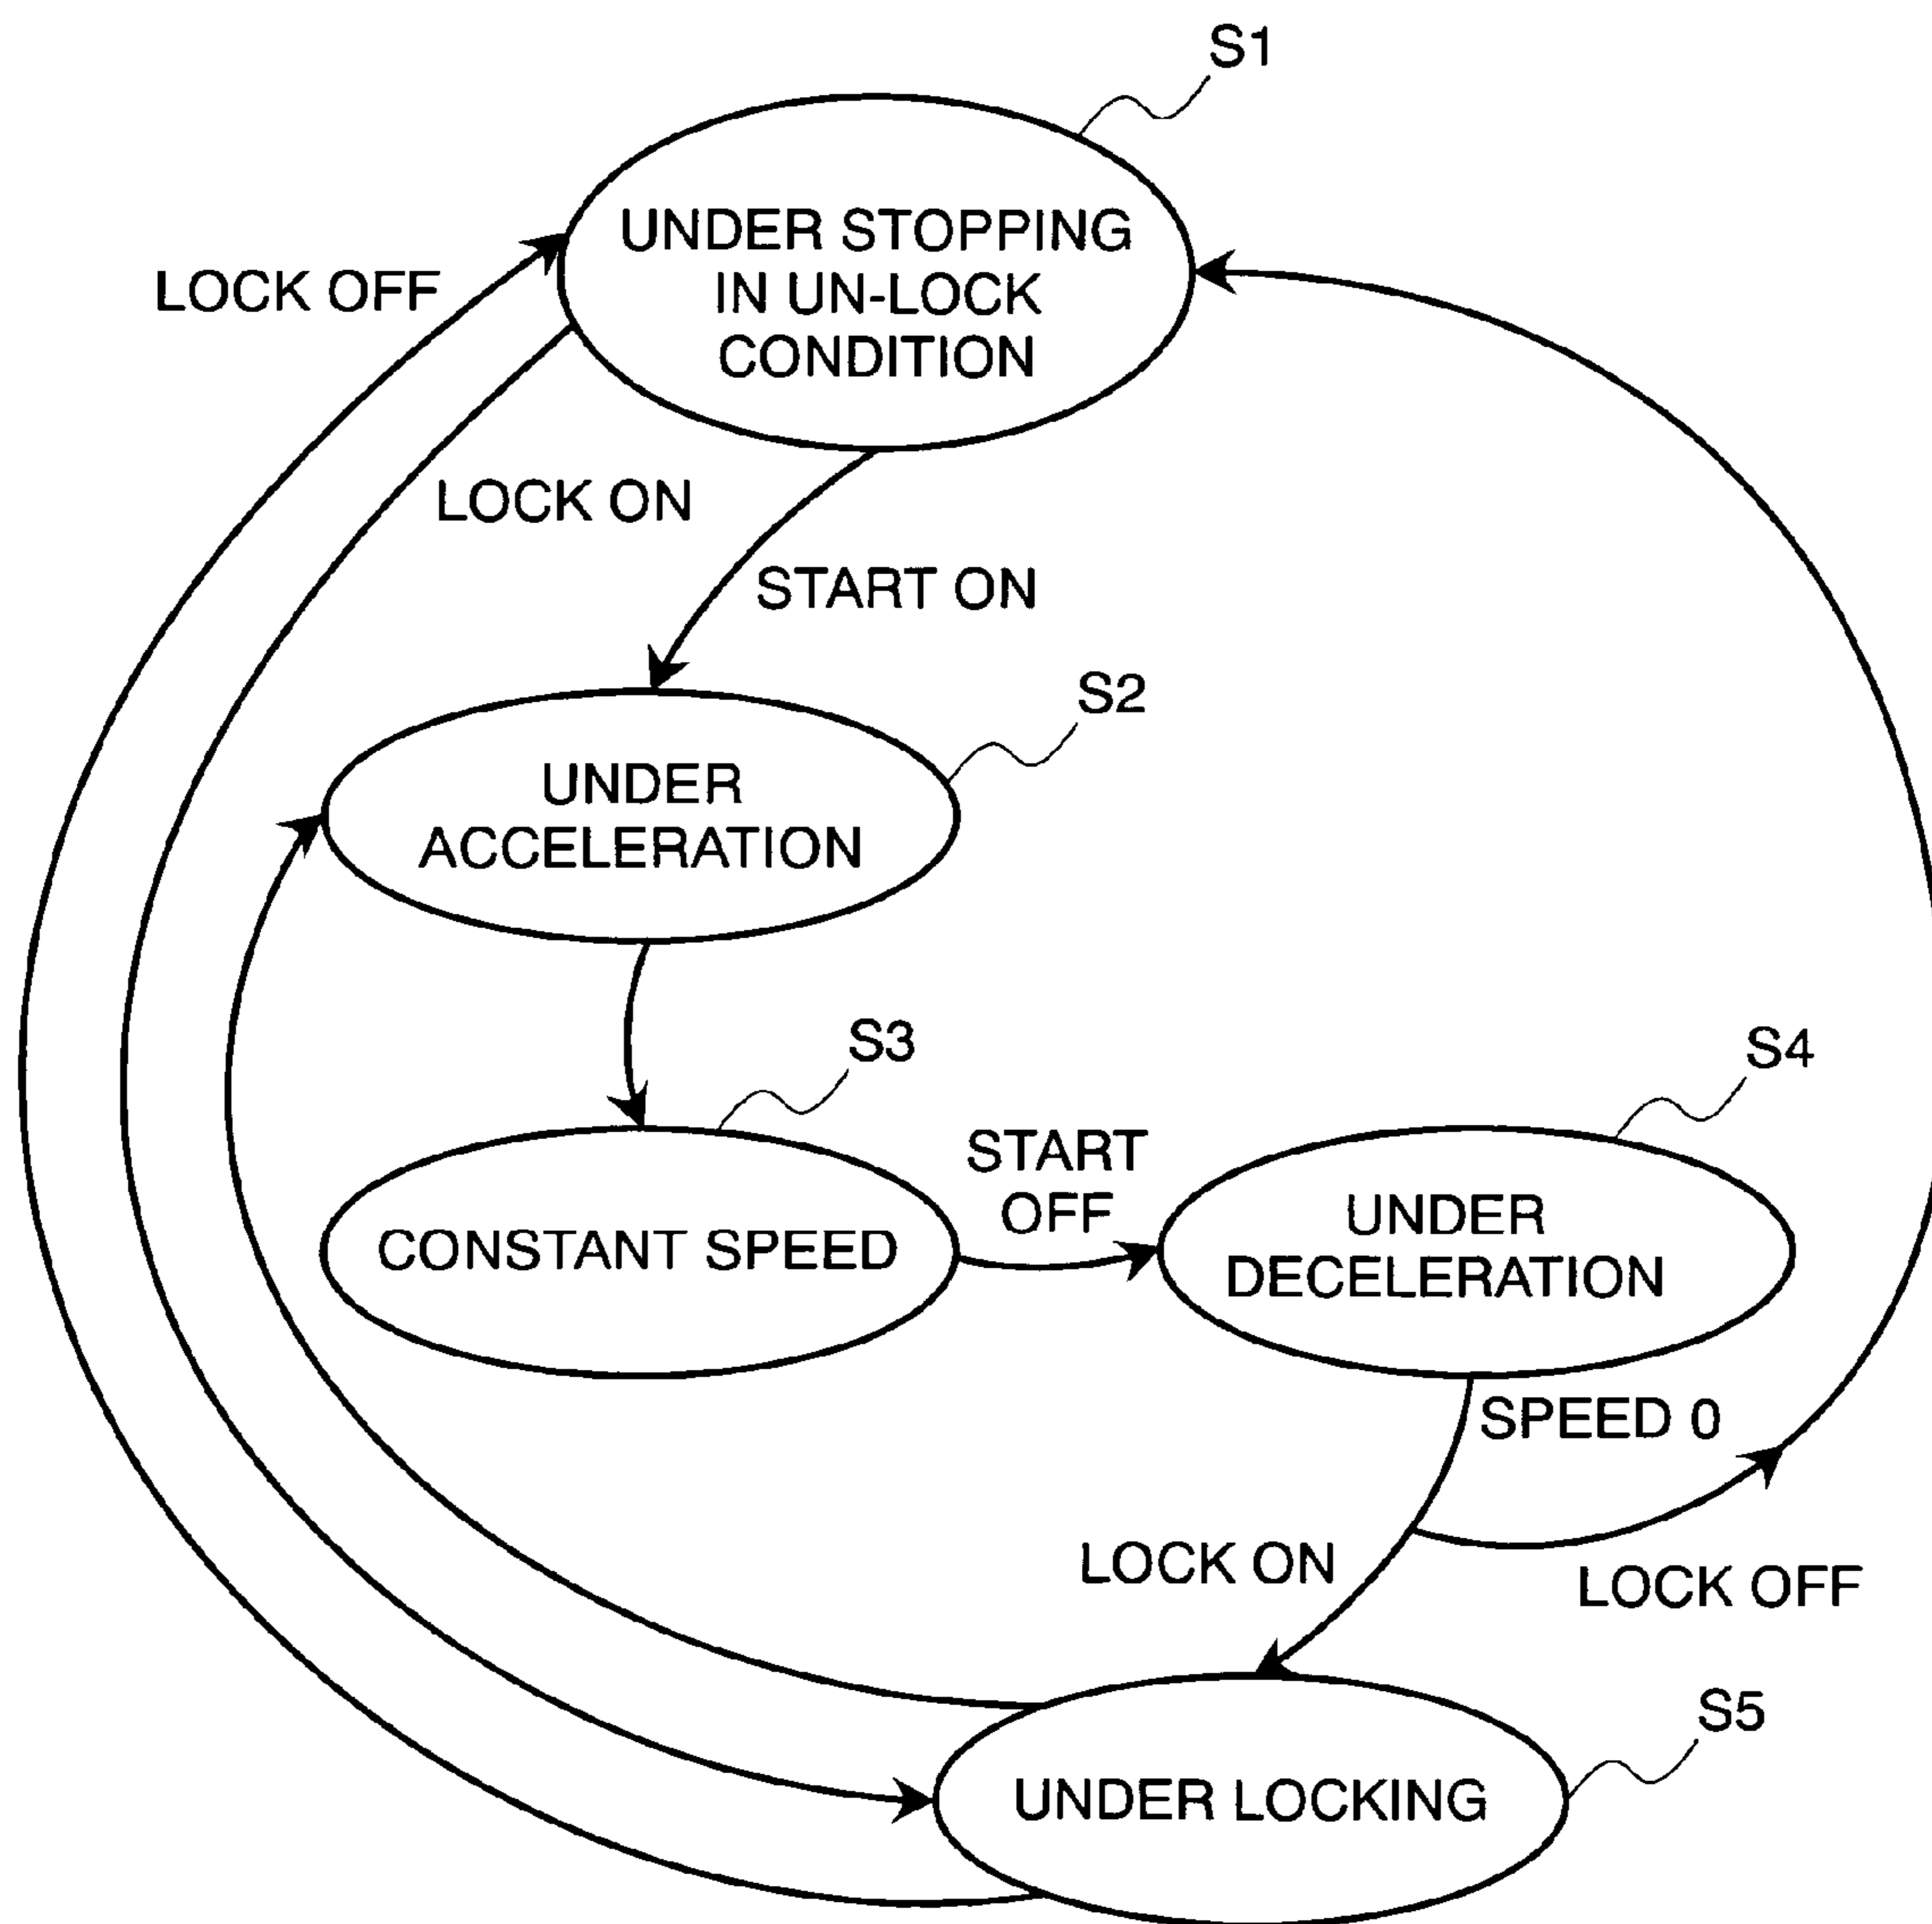 S1
UNDER STOPPING
IN UN-LOCK
CONDITION
LOCK OFF
LOCK ON
START ON
S2
UNDER
ACCELERATION
S3
S4
START
OFF
CONSTANT SPEED
UNDER
DECELERATION
SPEED 0
LOCK ON
LOCK OFF
S5
UNDER LOCKING